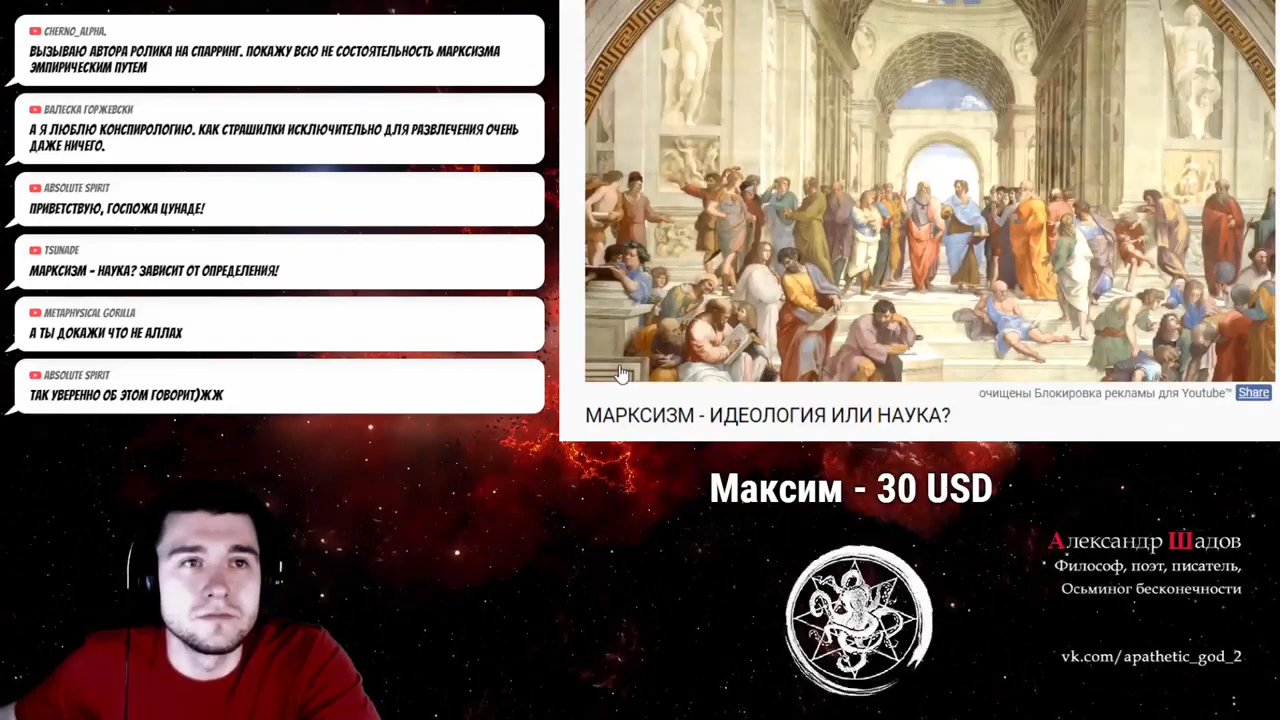 CHERNO_ALPHA.
ВЫЗЫВАЮ АВТОРА РОЛИКА НА СПАРРИНГ. ПОКАЖУ ВСЮ НЕ СОСТОЯТЕЛЬНОСТЬ МАРКСИЗМА
ЭМПИРИЧЕСКИМ ПУТЕМ
ВАЛЕСКА ГОРЖЕВСКИ
А Я ЛЮБЛЮ КОНСПИРОЛОГИЮ. КАК СТРАШИЛКИ ИСКЛЮЧИТЕЛЬНО ДЛЯ РАЗВЛЕЧЕНИЯ ОЧЕНЬ
ДАЖЕ НИЧЕГО.
ABSOLUTE SPIRIT
ПРИВЕТСТВУЮ, ГОСПОЖА ЦУНАДЕ!
TSUNADE
МАРКСИЗМ - НАУКА? ЗАВИСИТ ОТ ОПРЕДЕЛЕНИЯ!
METAPHYSICAL GORILLA
А ТЫ ДОКАЖИ ЧТО НЕ АЛЛАХ
ABSOLUTE SPIRIT
ТАК УВЕРЕННО ОБ ЭТОМ ГОВОРИТ)ЖЖ
очищены Блокировка рекламы для Youtube™ Share
МАРКСИЗМ - ИДЕОЛОГИЯ ИЛИ НАУКА?
Максим - 30 USD
Александр Шадов
Философ, поэт, писатель,
Осьминог бесконечности
vk.com/apathetic_god_2